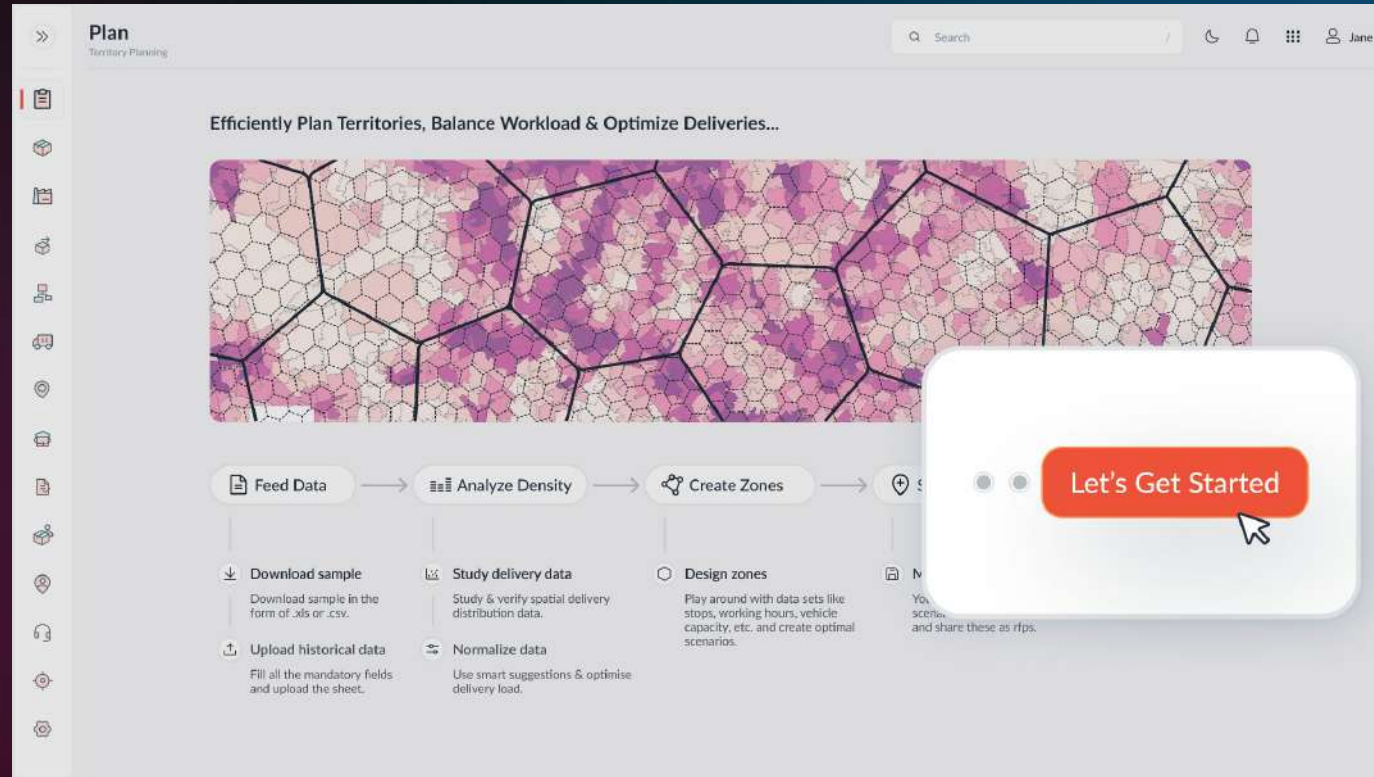 Plan
Territory Planning
Search
/
Jane
Efficiently Plan Territories, Balance Workload & Optimize Deliveries...
Feed Data
Analyze Density
Create Zones
Let's Get Started
Download sample
Download sample in the
form of .xls or .csv.
Upload historical data
Fill all the mandatory fields
and upload the sheet.
Study delivery data
Study & verify spatial delivery
distribution data.
Normalize data
Use smart suggestions & optimise
delivery load.
Design zones
Play around with data sets like
stops, working hours, vehicle
capacity, etc. and create optimal
scenarios.
and share these as rfps.